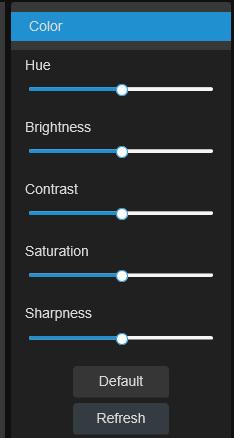 Color
Hue
Brightness
Contrast
Saturation
Sharpness
Default
Refresh